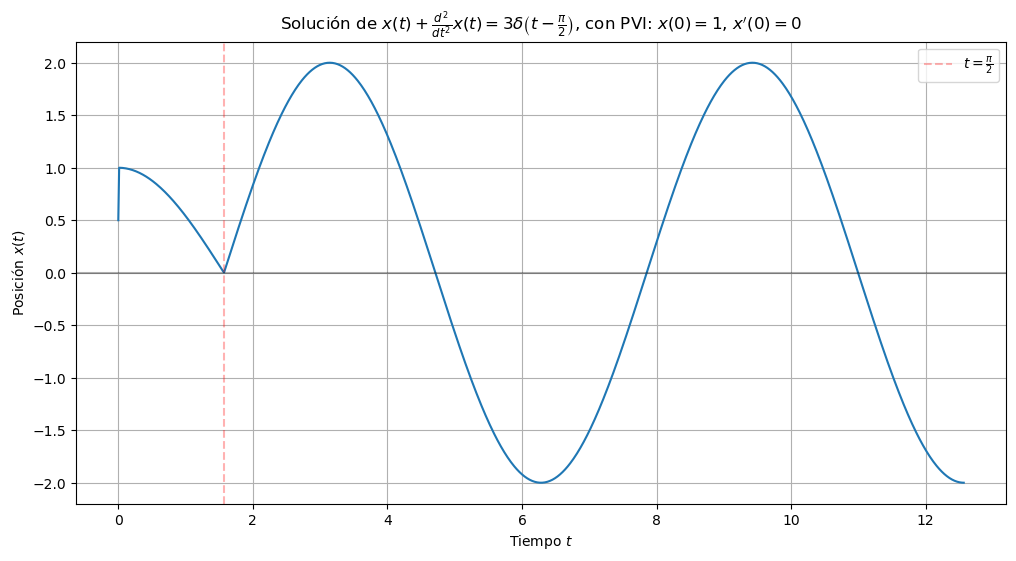 Solución de $x(t) + \frac{d^2}{dt^2}x(t) = 3\delta\left(t - \frac{\pi}{2}\right)$, con PVI: $x(0) = 1$, $x'(0) = 0$
$t = \frac{\pi}{2}$
2.0
1.5
1.0
0.5
0.0
−0.5
−1.0
−1.5
−2.0
Posición $x(t)$
0 2 4 6 8 10 12
Tiempo $t$